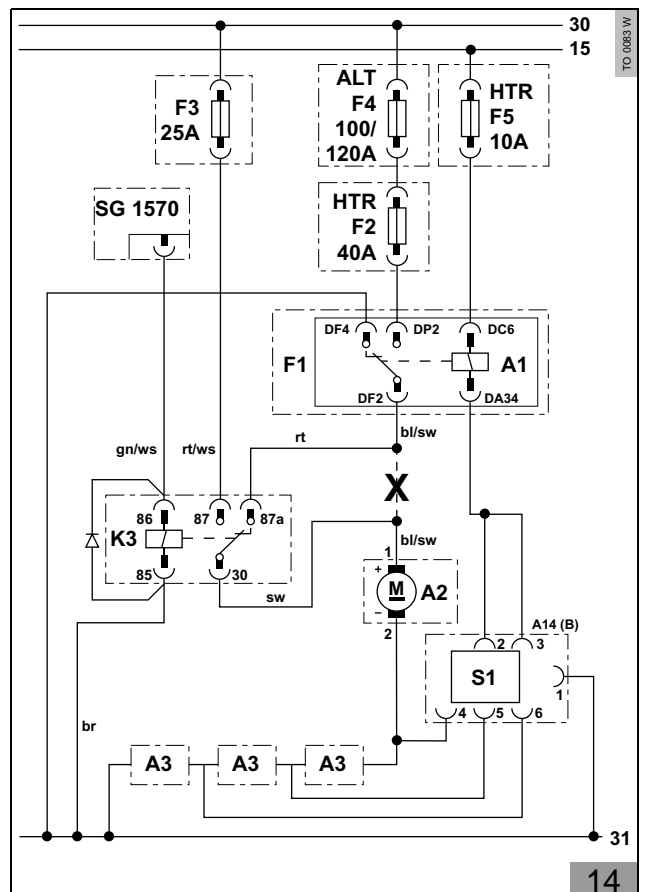 30
15
TO 0083 W
ALT
F4
100/
120A
HTR
F5
10A
F3
25A
SG 1570
HTR
F2
40A
DF4
DP2
DC6
F1
A1
DF2
DA34
gn/ws
rt/ws
rt
bl/sw
X
86
87
87a
K3
85
30
sw
1
bl/sw
+
M
A2
-
2
A14 (B)
2
3
S1
1
4
5
6
br
A3
A3
A3
31
14